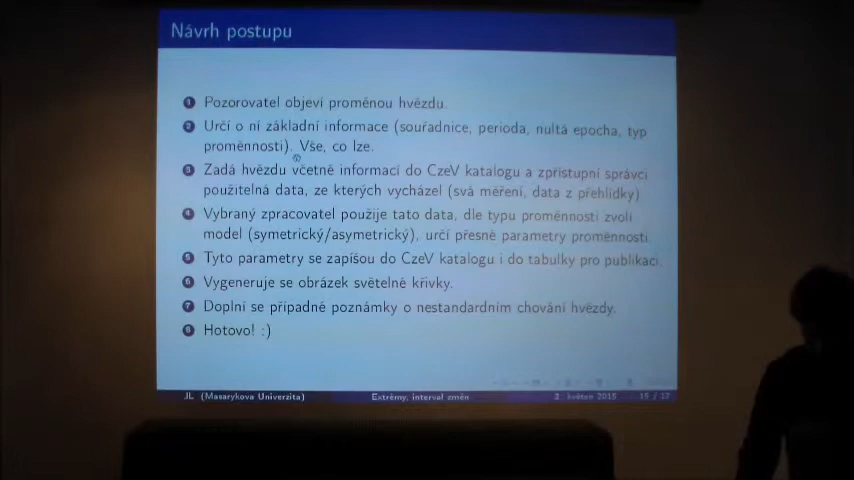 Návrh postupu
1 Pozorovatel objeví proměnou hvězdu.
2 Určí o ní základní informace (souřadnice, perioda, nultá epocha, typ
proměnnosti). Vše, co lze.
3 Zadá hvězdu včetně informací do CzeV katalogu a zpřístupní správci
použitelná data, ze kterých vycházel (svá měření, data z přehlídky)
4 Vybraný zpracovatel použije tato data, dle typu proměnnosti zvolí
model (symetrický/asymetrický), určí přesné parametry proměnnosti.
5 Tyto parametry se zapíšou do CzeV katalogu i do tabulky pro publikaci.
6 Vygeneruje se obrázek světelné křivky.
7 Doplní se případné poznámky o nestandardním chování hvězdy.
8 Hotovo! :)
JL (Masarykova Univerzita) Extrémy, interval změn 2. květen 2015 15 / 17